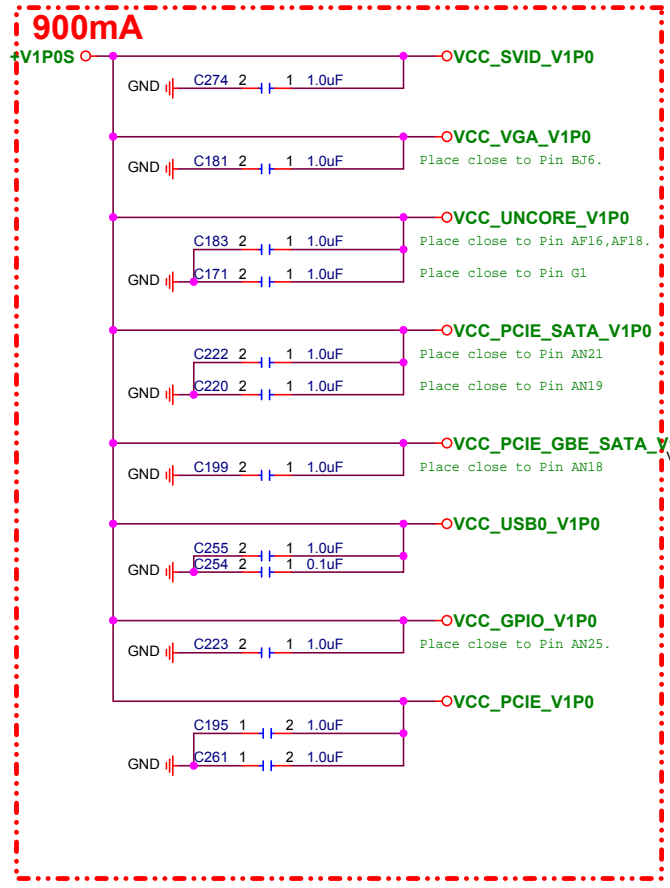 900mA
+V1P0S VCC_SVID_V1P0
GND C274 2 1 1.0uF
VCC_VGA_V1P0
GND C181 2 1 1.0uF Place close to Pin BJ6.
VCC_UNCORE_V1P0
C183 2 1 1.0uF Place close to Pin AF16,AF18.
GND C171 2 1 1.0uF Place close to Pin G1
VCC_PCIE_SATA_V1P0
C222 2 1 1.0uF Place close to Pin AN21
GND C220 2 1 1.0uF Place close to Pin AN19
VCC_PCIE_GBE_SATA_V
GND C199 2 1 1.0uF Place close to Pin AN18
VCC_USB0_V1P0
C255 2 1 1.0uF
GND C254 2 1 0.1uF
VCC_GPIO_V1P0
GND C223 2 1 1.0uF Place close to Pin AN25.
VCC_PCIE_V1P0
C195 1 2 1.0uF
GND C261 1 2 1.0uF